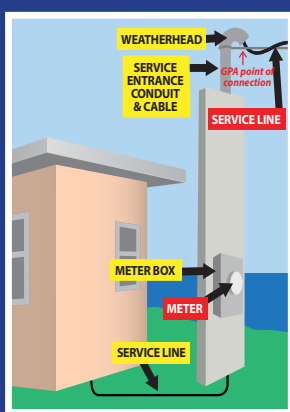 WEATHERHEAD
SERVICE
ENTRANCE
CONDUIT
& CABLE
GPA point of
connection
SERVICE LINE
METER BOX
METER
SERVICE LINE